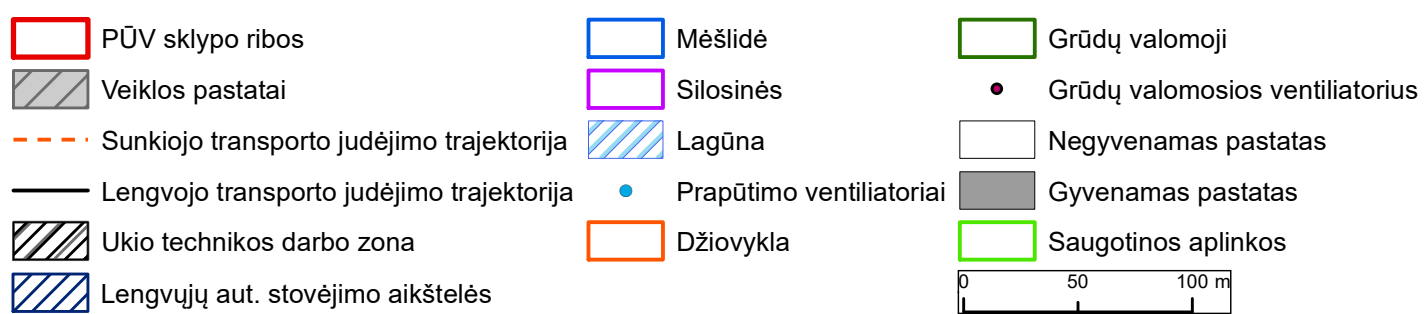 PŪV sklypo ribos
Veiklos pastatai
Sunkiojo transporto judėjimo trajektorija
Lengvojo transporto judėjimo trajektorija
Ukio technikos darbo zona
Lengvųjų aut. stovėjimo aikštelės
Mėšlidė
Silosinės
Lagūna
Prapūtimo ventiliatoriai
Džiovykla
Grūdų valomoji
Grūdų valomosios ventiliatorius
Negyvenamas pastatas
Gyvenamas pastatas
Saugotinos aplinkos
0 50 100 m